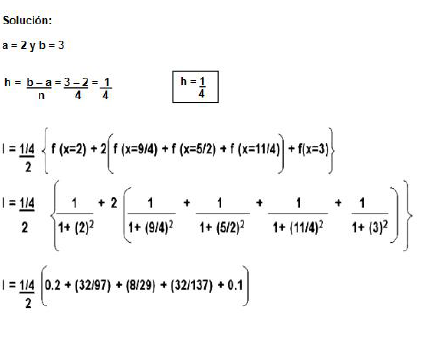 Solución:
a = 2 y b = 3
h = b – a = 3 – 2 = 1
n 4 4
h = 1
4
I = 1/4 { f (x=2) + 2( f (x=9/4) + f (x=5/2) + f (x=11/4) ) + f(x=3) }
2
I = 1/4 { 1 + 2 ( 1 + 1 + 1 + 1 ) }
2 1+ (2)² 1+ (9/4)² 1+ (5/2)² 1+ (11/4)² 1+ (3)²
I = 1/4 ( 0.2 + (32/97) + (8/29) + (32/137) + 0.1 )
2